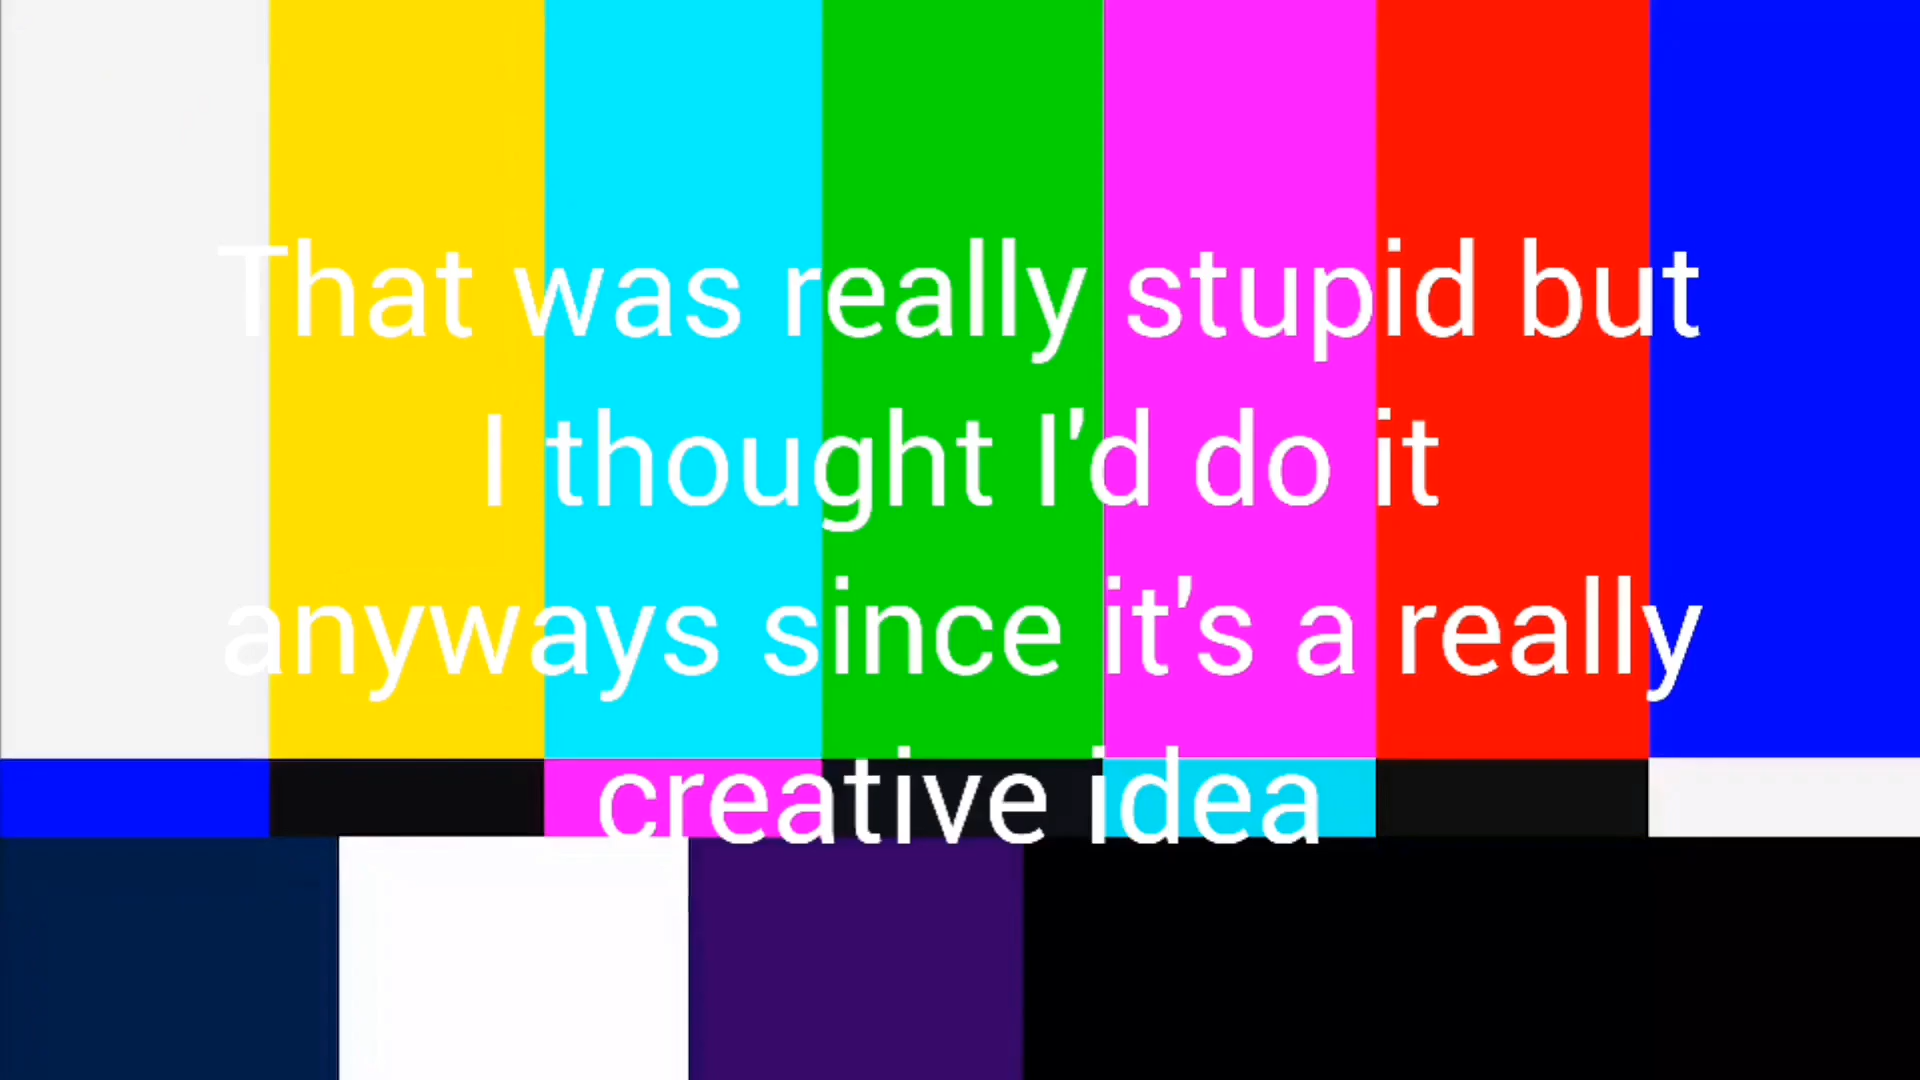 That was really stupid but
I thought I'd do it
anyways since it's a really
creative idea